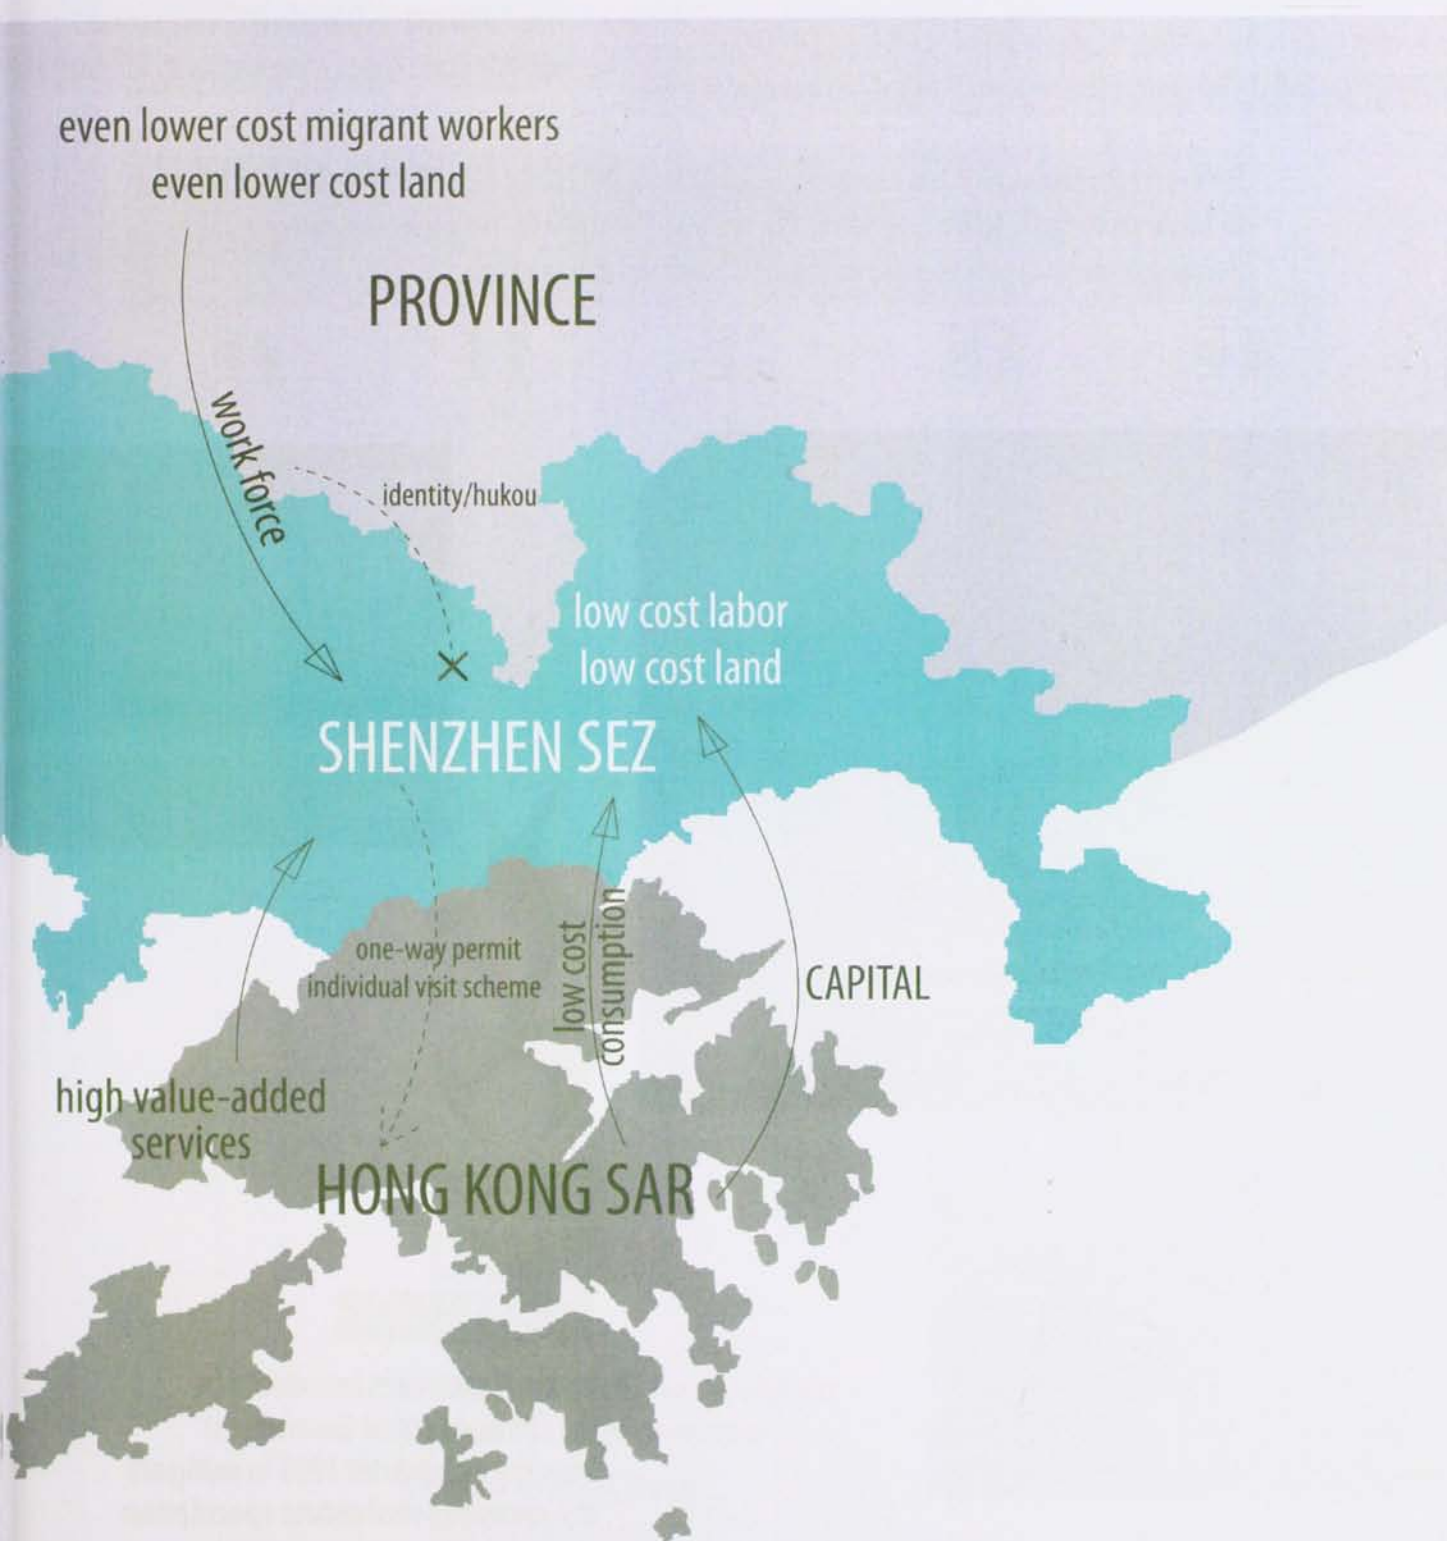 even lower cost migrant workers
even lower cost land
PROVINCE
work force
identity/hukou
low cost labor
low cost land
SHENZHEN SEZ
one-way permit
individual visit scheme
low cost
consumption
CAPITAL
high value-added
services
HONG KONG SAR